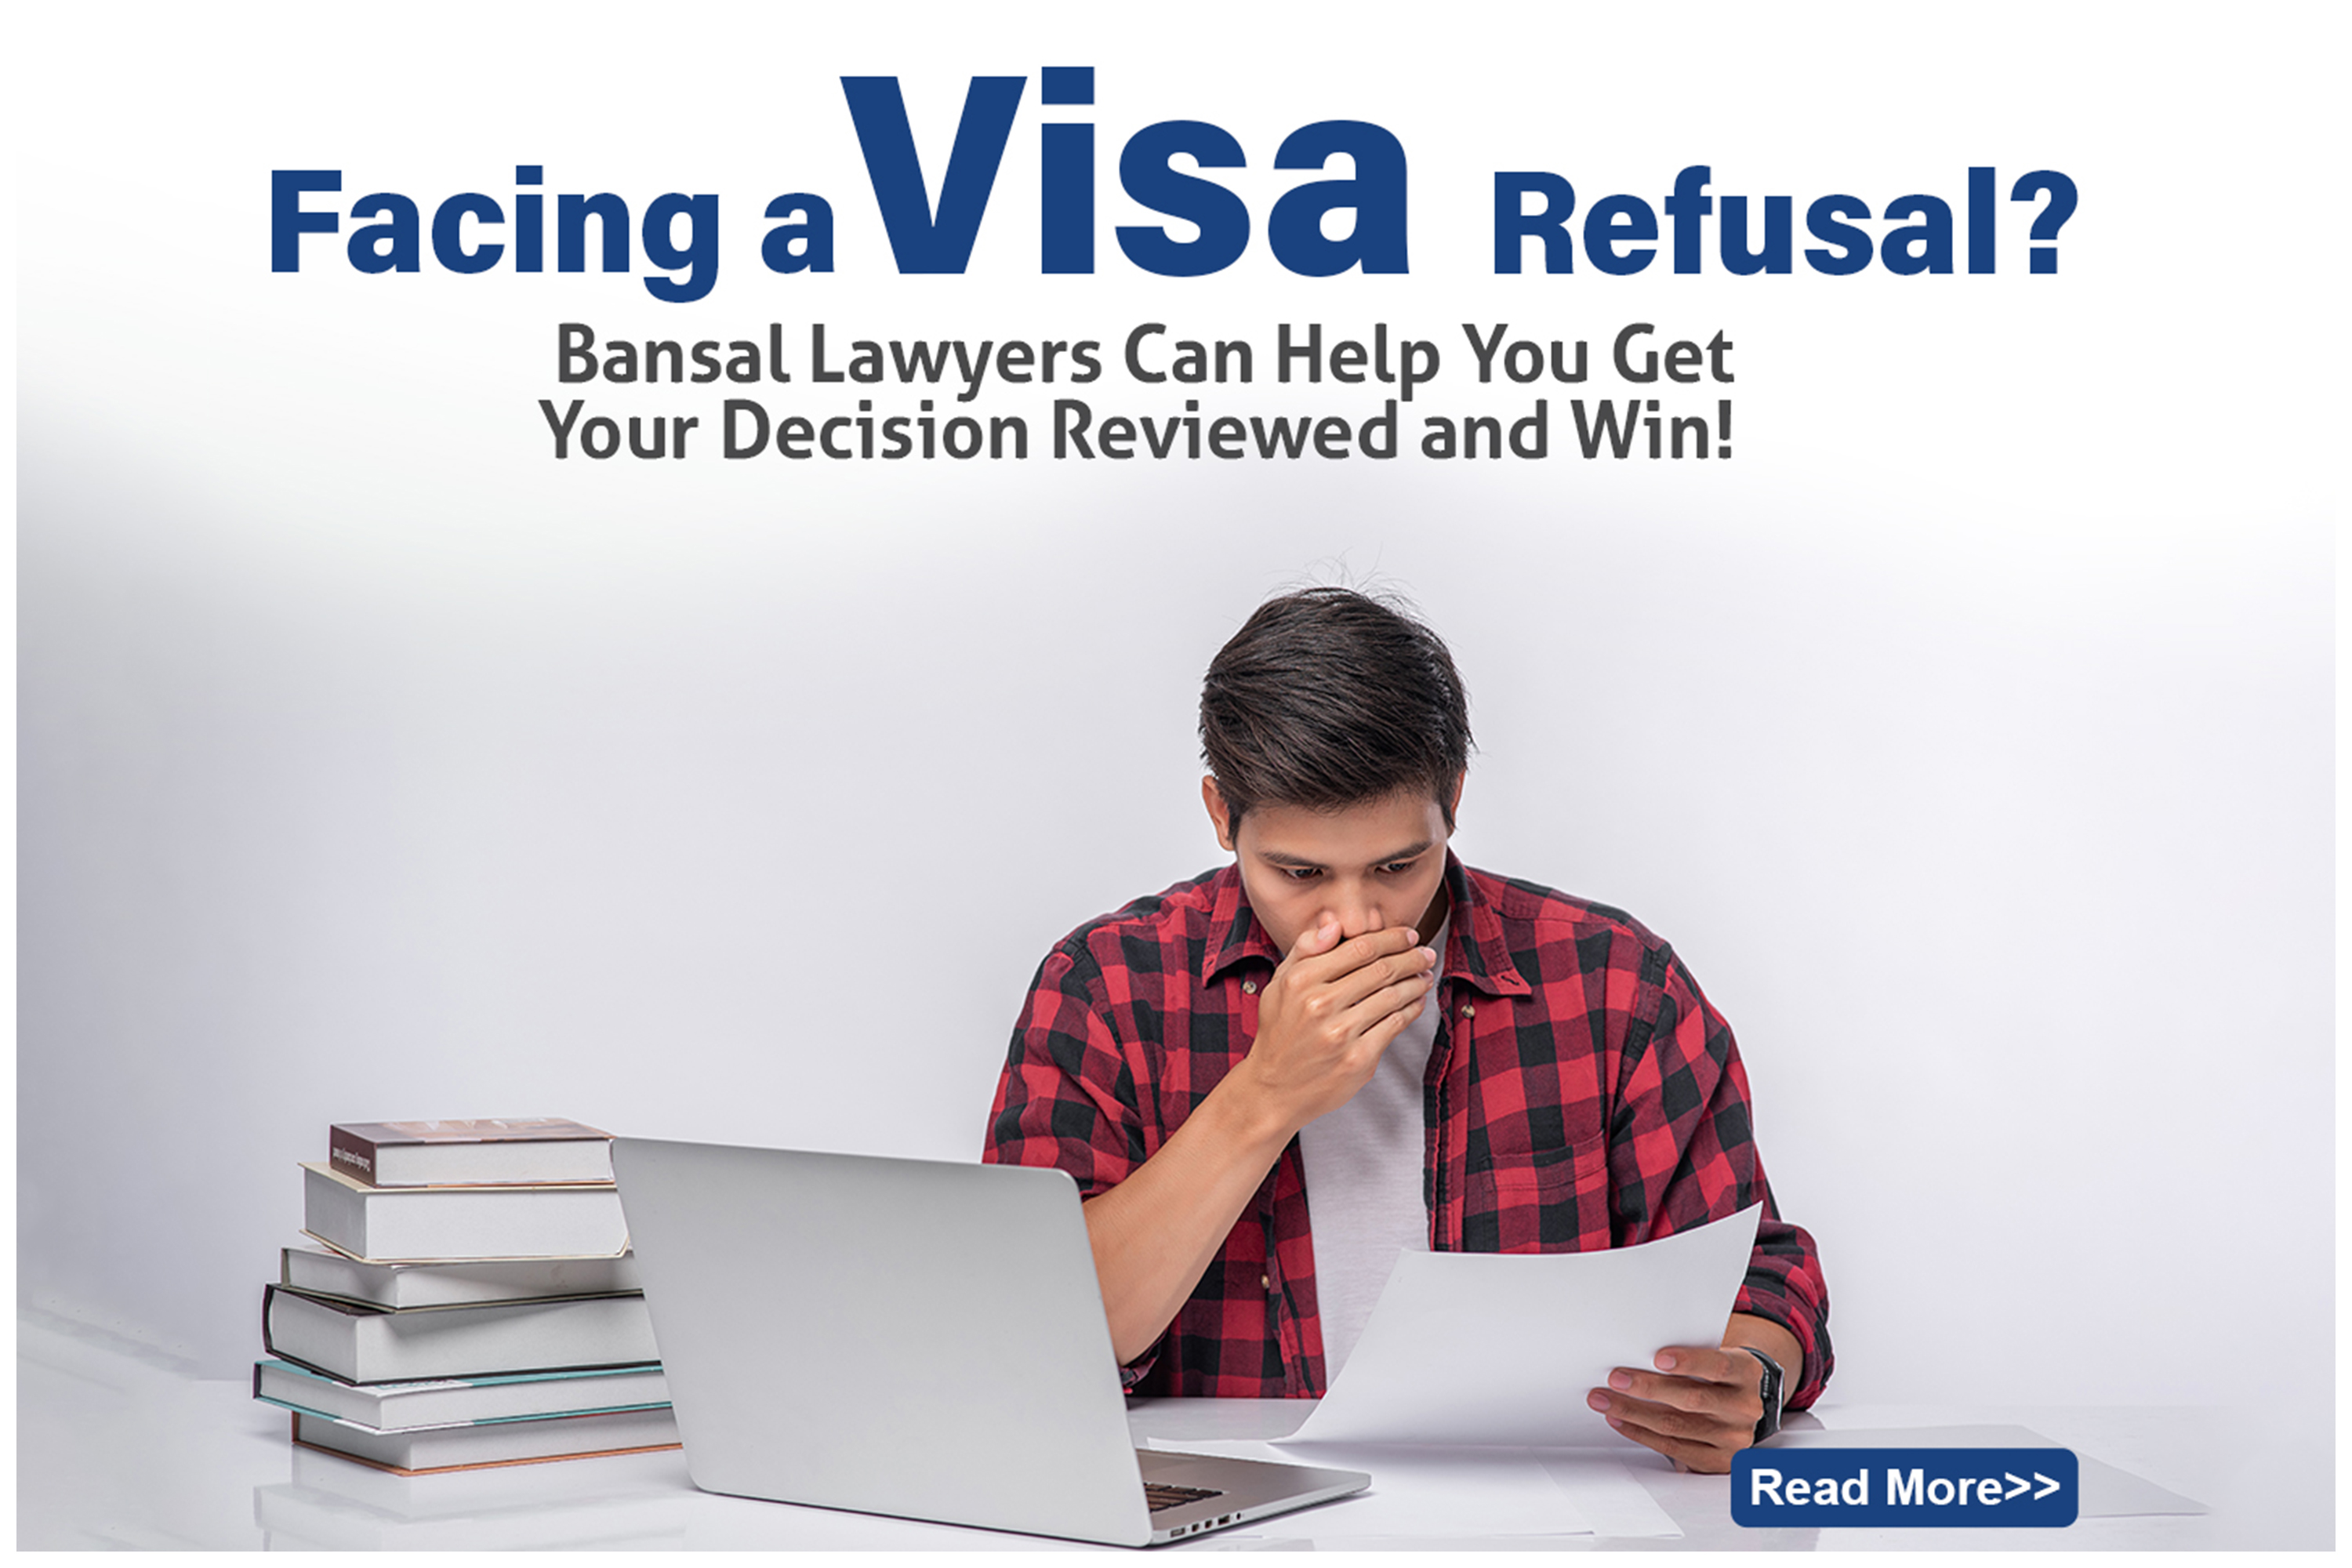 Facing a Visa Refusal?
Bansal Lawyers Can Help You Get
Your Decision Reviewed and Win!
Read More>>